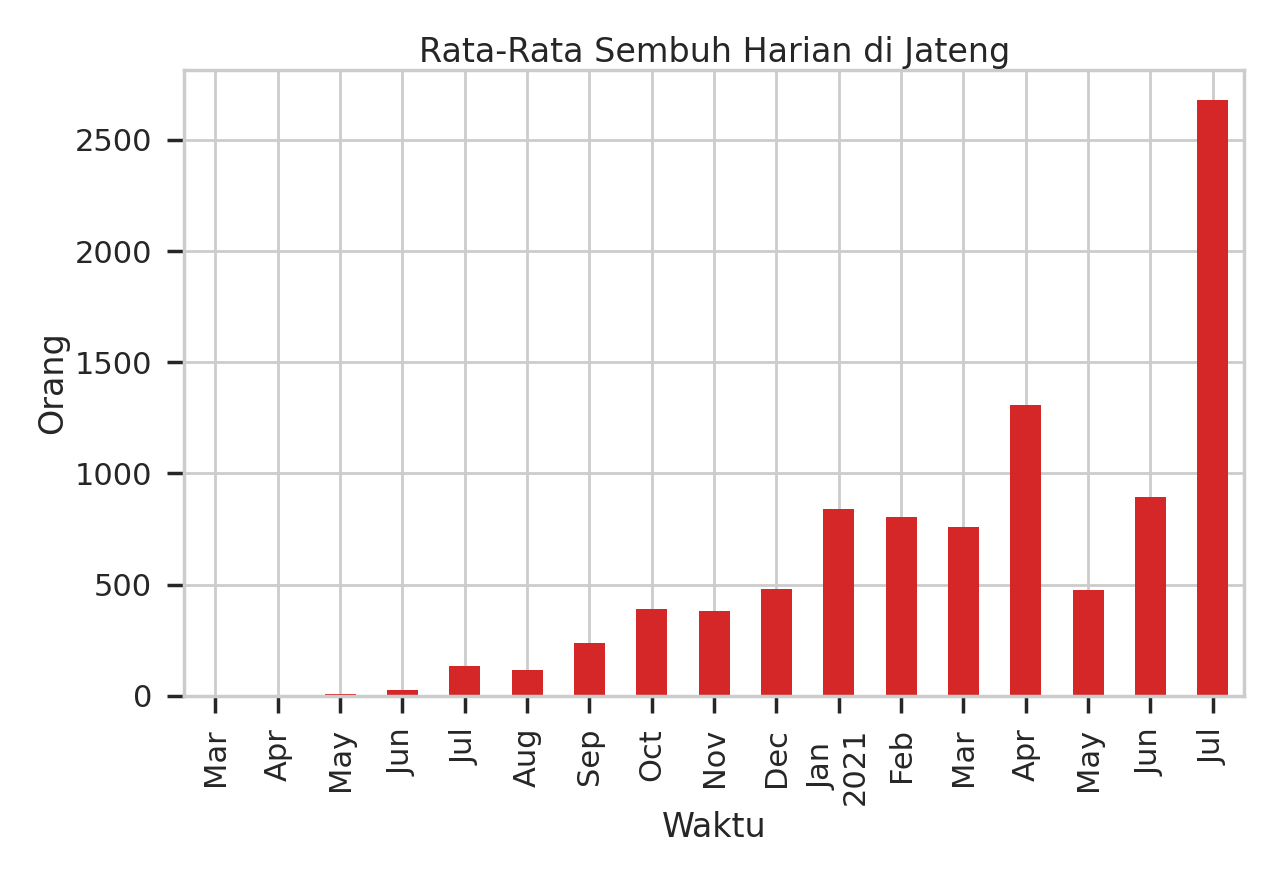 Rata-Rata Sembuh Harian di Jateng
2500
2000
1500
1000
500
0
Orang
Mar
Apr
May
Jun
Jul
Aug
Sep
Oct
Nov
Dec
Jan
2021
Feb
Mar
Apr
May
Jun
Jul
Waktu